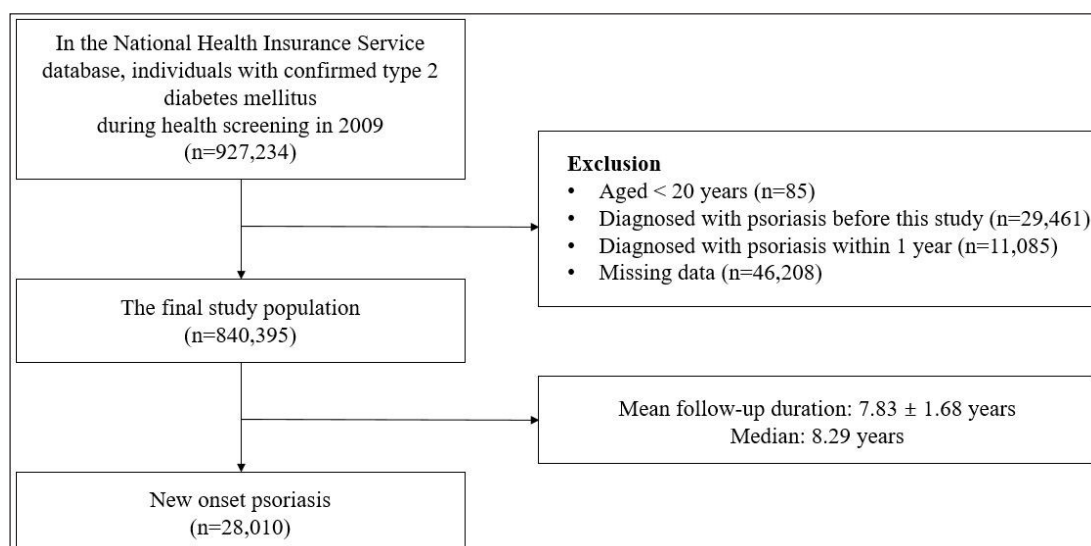 In the National Health Insurance Service
database, individuals with confirmed type 2
diabetes mellitus
during health screening in 2009
(n=927,234)
Exclusion
• Aged < 20 years (n=85)
• Diagnosed with psoriasis before this study (n=29,461)
• Diagnosed with psoriasis within 1 year (n=11,085)
• Missing data (n=46,208)
The final study population
(n=840,395)
Mean follow-up duration: 7.83 ± 1.68 years
Median: 8.29 years
New onset psoriasis
(n=28,010)